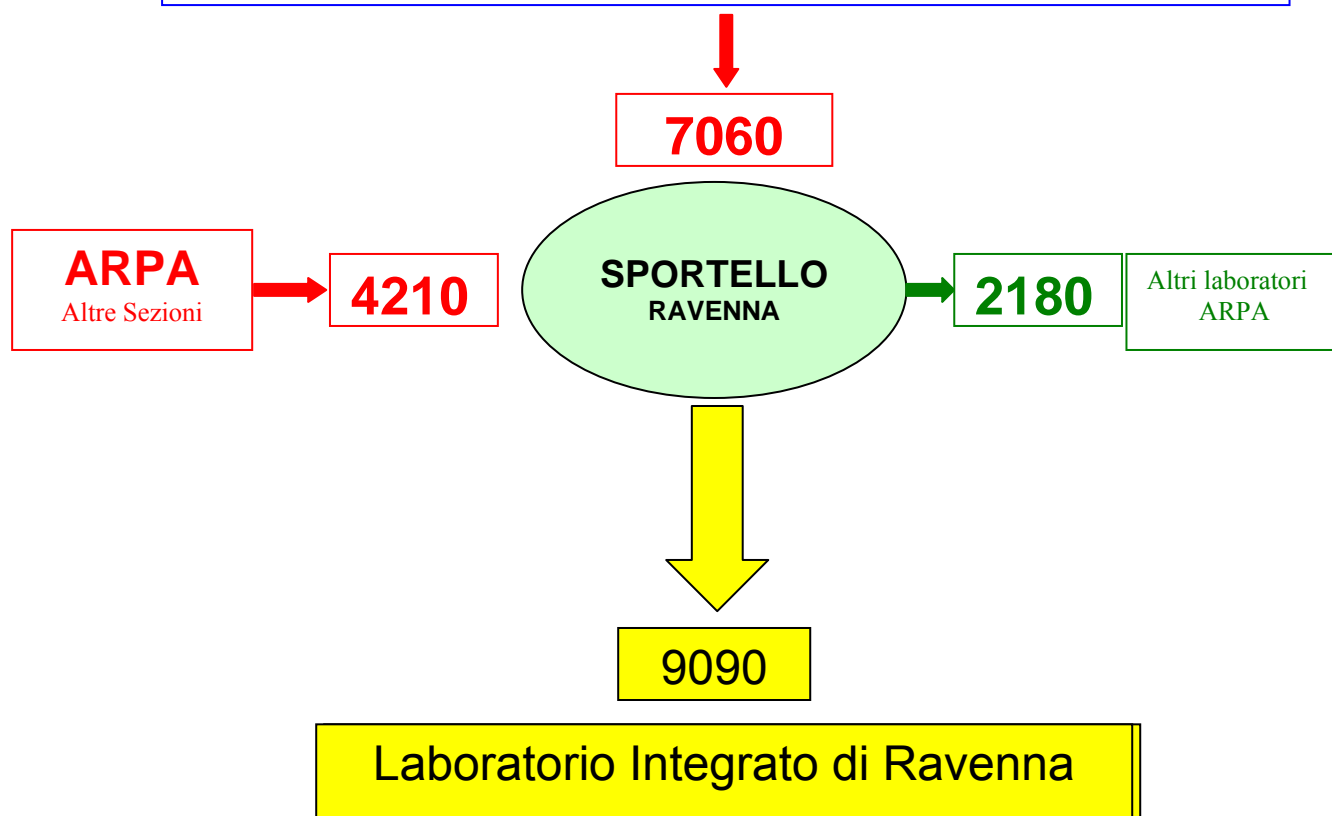 7060
ARPA
Altre Sezioni
4210
SPORTELLO
RAVENNA
2180
Altri laboratori
ARPA
9090
Laboratorio Integrato di Ravenna